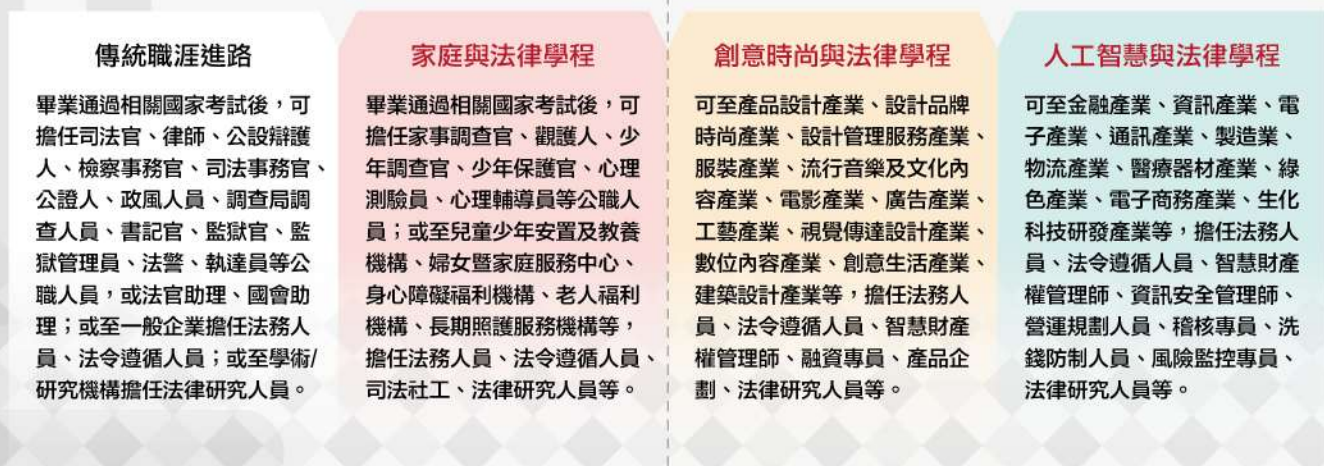 傳統職涯進路
畢業通過相關國家考試後，可
擔任司法官、律師、公設辯護
人、檢察事務官、司法事務官、
公證人、政風人員、調查局調
查人員、書記官、監獄官、監
獄管理員、法警、執達員等公
職人員，或法官助理、國會助
理；或至一般企業擔任法務人
員、法令遵循人員；或至學術/
研究機構擔任法律研究人員。
家庭與法律學程
畢業通過相關國家考試後，可
擔任家事調查官、觀護人、少
年調查官、少年保護官、心理
測驗員、心理輔導員等公職人
員；或至兒童少年安置及教養
機構、婦女暨家庭服務中心、
身心障礙福利機構、老人福利
機構、長期照護服務機構等，
擔任法務人員、法令遵循人員、
司法社工、法律研究人員等。
創意時尚與法律學程
可至產品設計產業、設計品牌
時尚產業、設計管理服務產業、
服裝產業、流行音樂及文化內
容產業、電影產業、廣告產業、
工藝產業、視覺傳達設計產業、
數位內容產業、創意生活產業、
建築設計產業等，擔任法務人
員、法令遵循人員、智慧財產
權管理師、融資專員、產品企
劃、法律研究人員等。
人工智慧與法律學程
可至金融產業、資訊產業、電
子產業、通訊產業、製造業、
物流產業、醫療器材產業、綠
色產業、電子商務產業、生化
科技研發產業等，擔任法務人
員、法令遵循人員、智慧財產
權管理師、資訊安全管理師、
營運規劃人員、稽核專員、洗
錢防制人員、風險監控專員、
法律研究人員等。